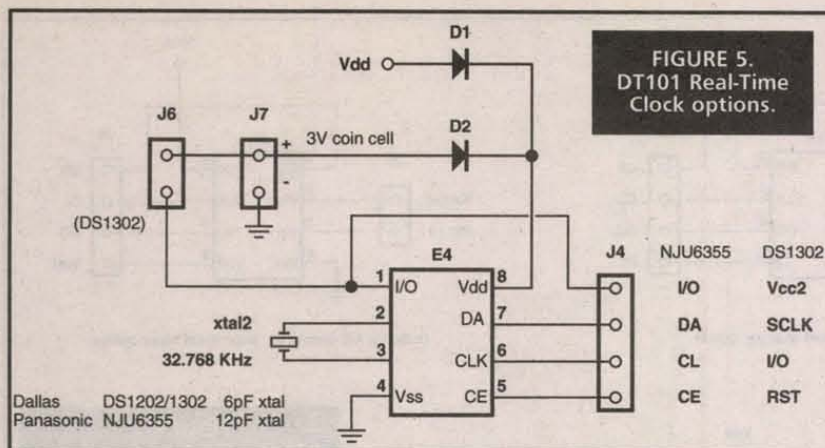 FIGURE 5.
DT101 Real-Time
Clock options.
D1
Vdd
J6
J7
D2
+
3V coin cell
-
(DS1302)
E4
J4
NJU6355
DS1302
1
I/O
Vdd
8
I/O
Vcc2
xtal2
2
DA
7
DA
SCLK
32.768 KHz
3
CLK
6
CL
I/O
4
Vss
CE
5
CE
RST
Dallas DS1202/1302 6pF xtal
Panasonic NJU6355 12pF xtal